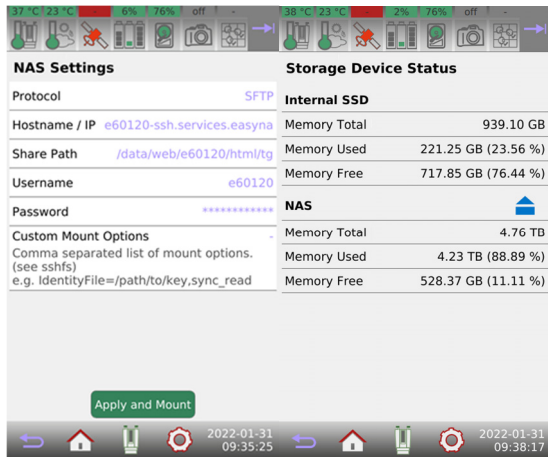 37 °C 23 °C - 6% 76% off -
NAS Settings
Protocol SFTP
Hostname / IP e60120-ssh.services.easyna
Share Path /data/web/e60120/html/tg
Username e60120
Password ************
Custom Mount Options -
Comma separated list of mount options.
(see sshfs)
e.g. IdentityFile=/path/to/key,sync_read
Apply and Mount
2022-01-31
09:35:25
38 °C 23 °C - 2% 76% off -
Storage Device Status
Internal SSD
Memory Total 939.10 GB
Memory Used 221.25 GB (23.56 %)
Memory Free 717.85 GB (76.44 %)
NAS
Memory Total 4.76 TB
Memory Used 4.23 TB (88.89 %)
Memory Free 528.37 GB (11.11 %)
2022-01-31
09:38:17